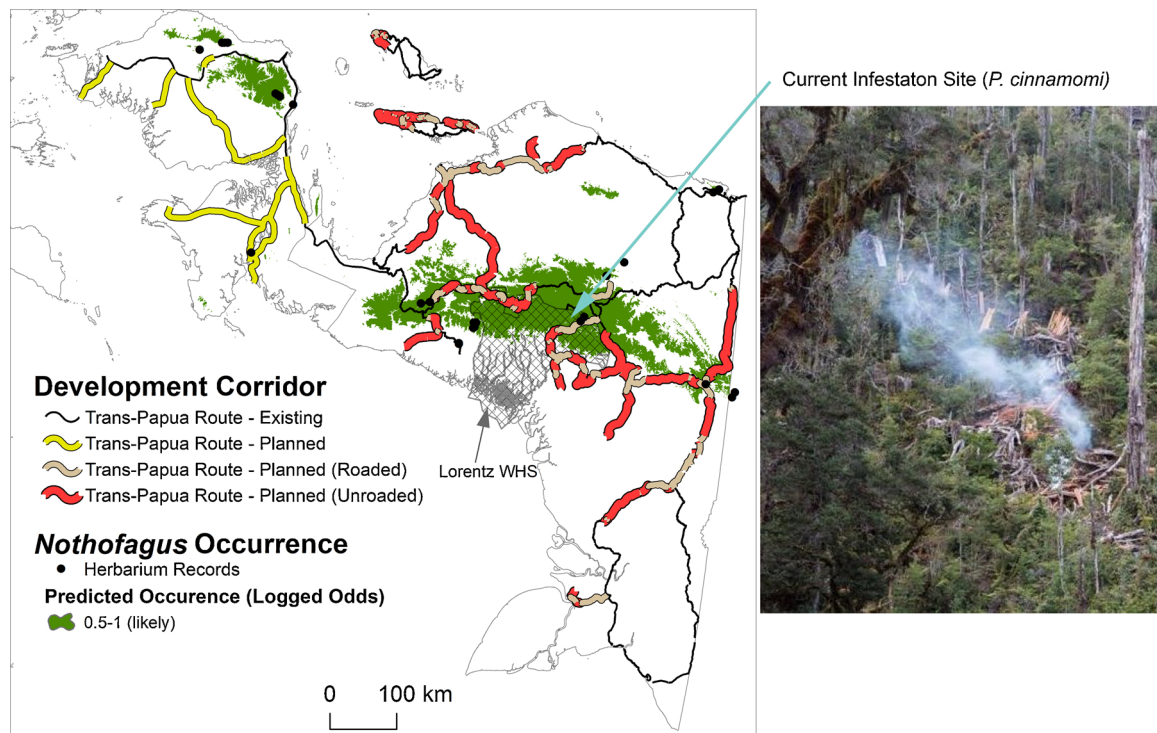 Current Infestaton Site (P. cinnamomi)
Development Corridor
Trans-Papua Route - Existing
Trans-Papua Route - Planned
Trans-Papua Route - Planned (Roaded)
Trans-Papua Route - Planned (Unroaded)
Lorentz WHS
Nothofagus Occurrence
Herbarium Records
Predicted Occurence (Logged Odds)
0.5-1 (likely)
0 100 km